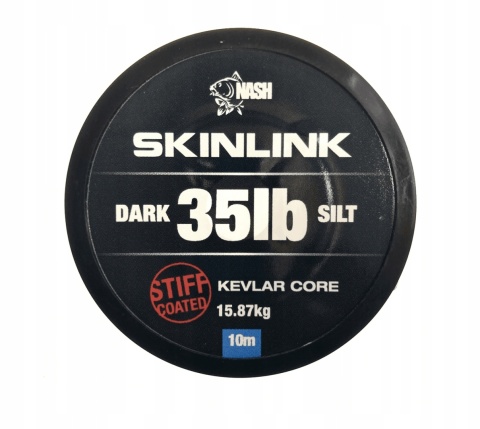 NASH
SKINLINK
DARK 35lb SILT
STIFF
COATED
KEVLAR CORE
15.87kg
10m